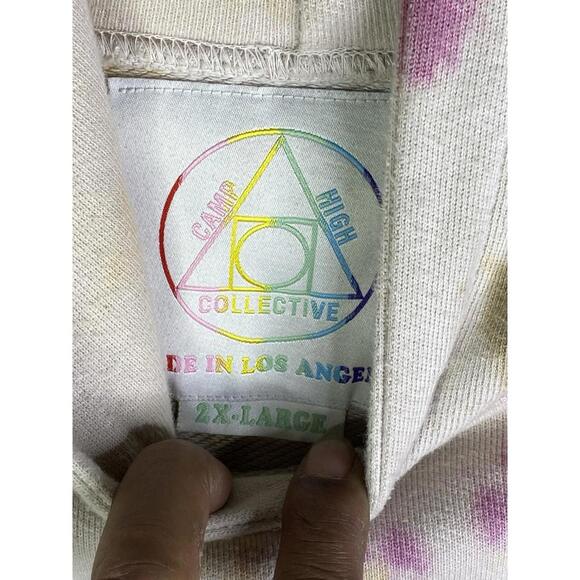 CAMP
HIGH
COLLECTIVE
DE IN LOS ANGE
2X-LARGE